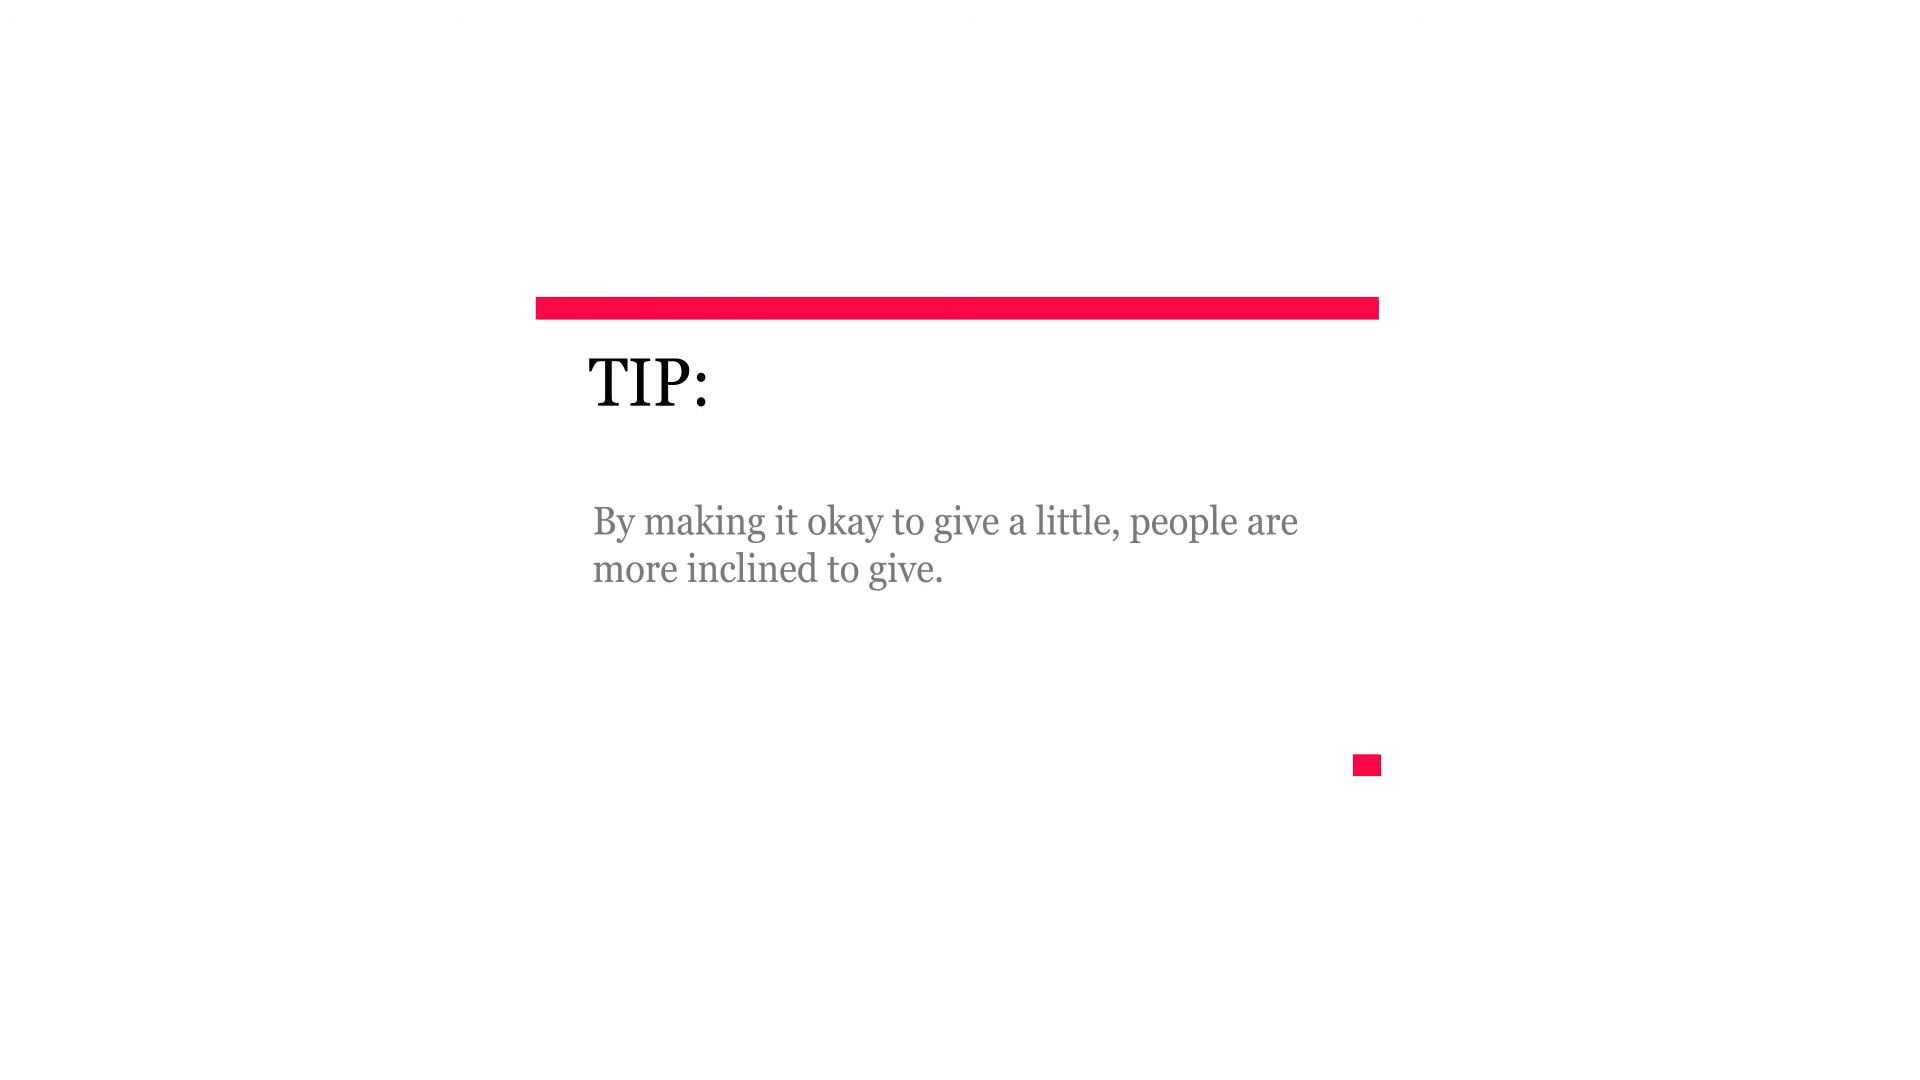 TIP:
By making it okay to give a little, people are
more inclined to give.